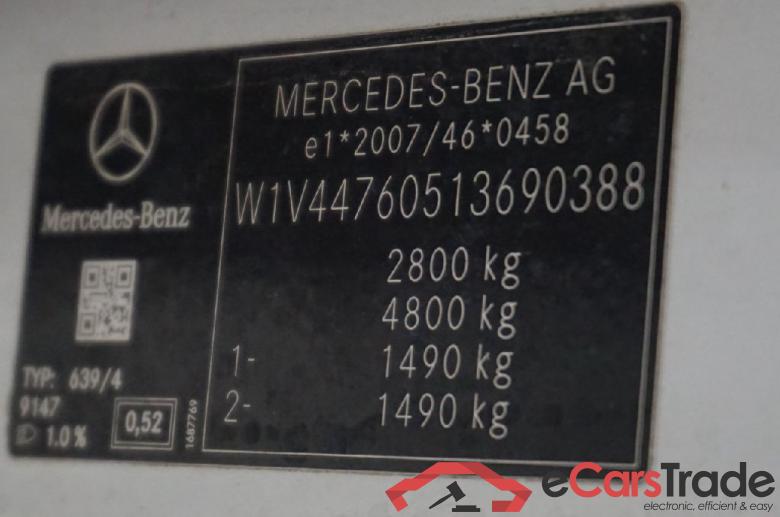 Mercedes-Benz
TYP: 639/4
9147
1.0%
0,52
1687769
MERCEDES-BENZ AG
e1*2007/46*0458
W1V44760513690388
2800 kg
4800 kg
1- 1490 kg
2- 1490 kg
eCarsTrade
electronic, efficient & easy